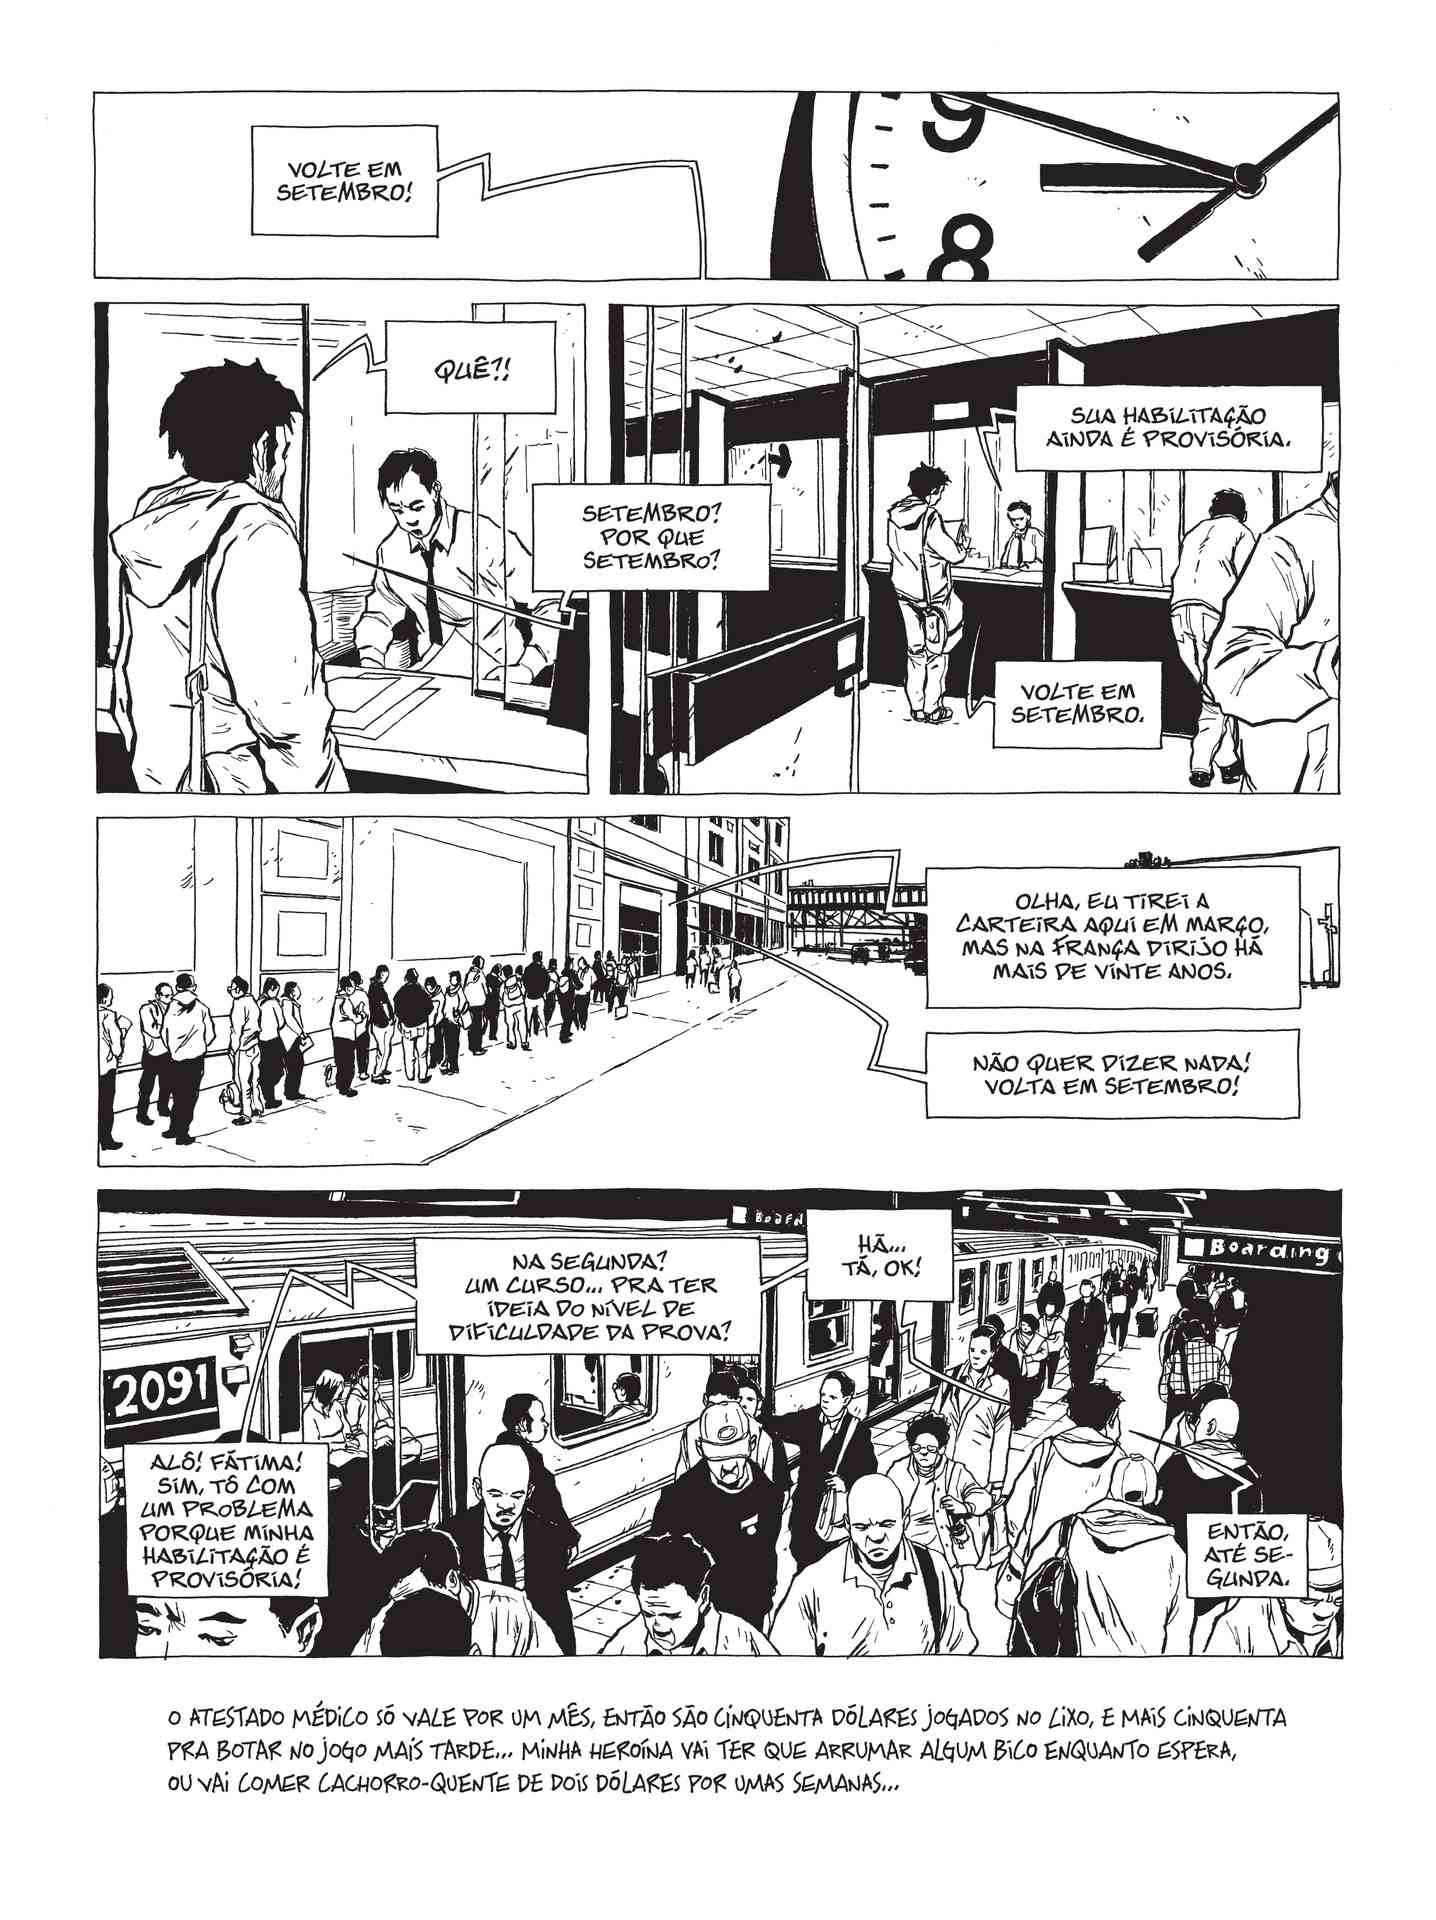 9
8
VOLTE EM
SETEMBRO!
QUÊ?!
SETEMBRO?
POR QUE
SETEMBRO?
SUA HABILITAÇÃO
AINDA É PROVISÓRIA.
VOLTE EM
SETEMBRO.
OLHA, EU TIREI A
CARTEIRA AQUI EM MARÇO,
MAS NA FRANÇA DIRIJO HÁ
MAIS DE VINTE ANOS.
NÃO QUER DIZER NADA!
VOLTA EM SETEMBRO!
2091
ALÔ! FÁTIMA!
SIM, TÔ COM
UM PROBLEMA
PORQUE MINHA
HABILITAÇÃO É
PROVISÓRIA!
NA SEGUNDA?
UM CURSO... PRA TER
IDEIA DO NÍVEL DE
DIFICULDADE DA PROVA?
HÃ...
TÁ, OK!
Boarding
ENTÃO,
ATÉ SE-
GUNDA.
O ATESTADO MÉDICO SÓ VALE POR UM MÊS, ENTÃO SÃO CINQUENTA DÓLARES JOGADOS NO LIXO, E MAIS CINQUENTA
PRA BOTAR NO JOGO MAIS TARDE... MINHA HEROÍNA VAI TER QUE ARRUMAR ALGUM BICO ENQUANTO ESPERA,
OU VAI COMER CACHORRO-QUENTE DE DOIS DÓLARES POR UMAS SEMANAS...